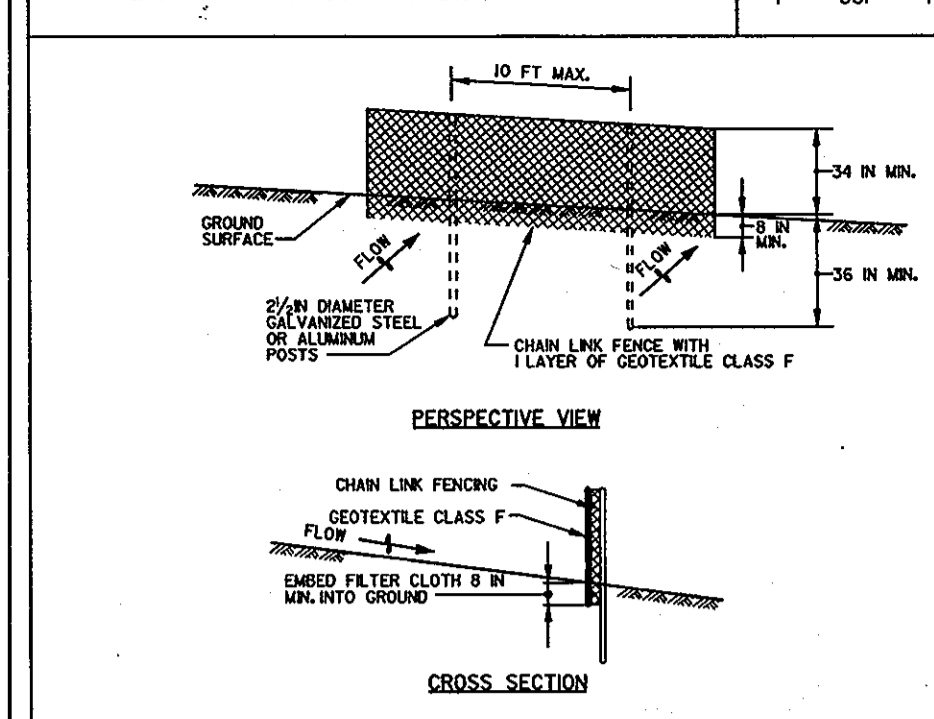 10 FT MAX.
34 IN MIN.
GROUND
SURFACE
8 IN
MIN.
FLOW
FLOW
36 IN MIN.
2½IN DIAMETER
GALVANIZED STEEL
OR ALUMINUM
POSTS
CHAIN LINK FENCE WITH
1 LAYER OF GEOTEXTILE CLASS F
PERSPECTIVE VIEW
CHAIN LINK FENCING
GEOTEXTILE CLASS F
FLOW
EMBED FILTER CLOTH 8 IN
MIN. INTO GROUND
CROSS SECTION